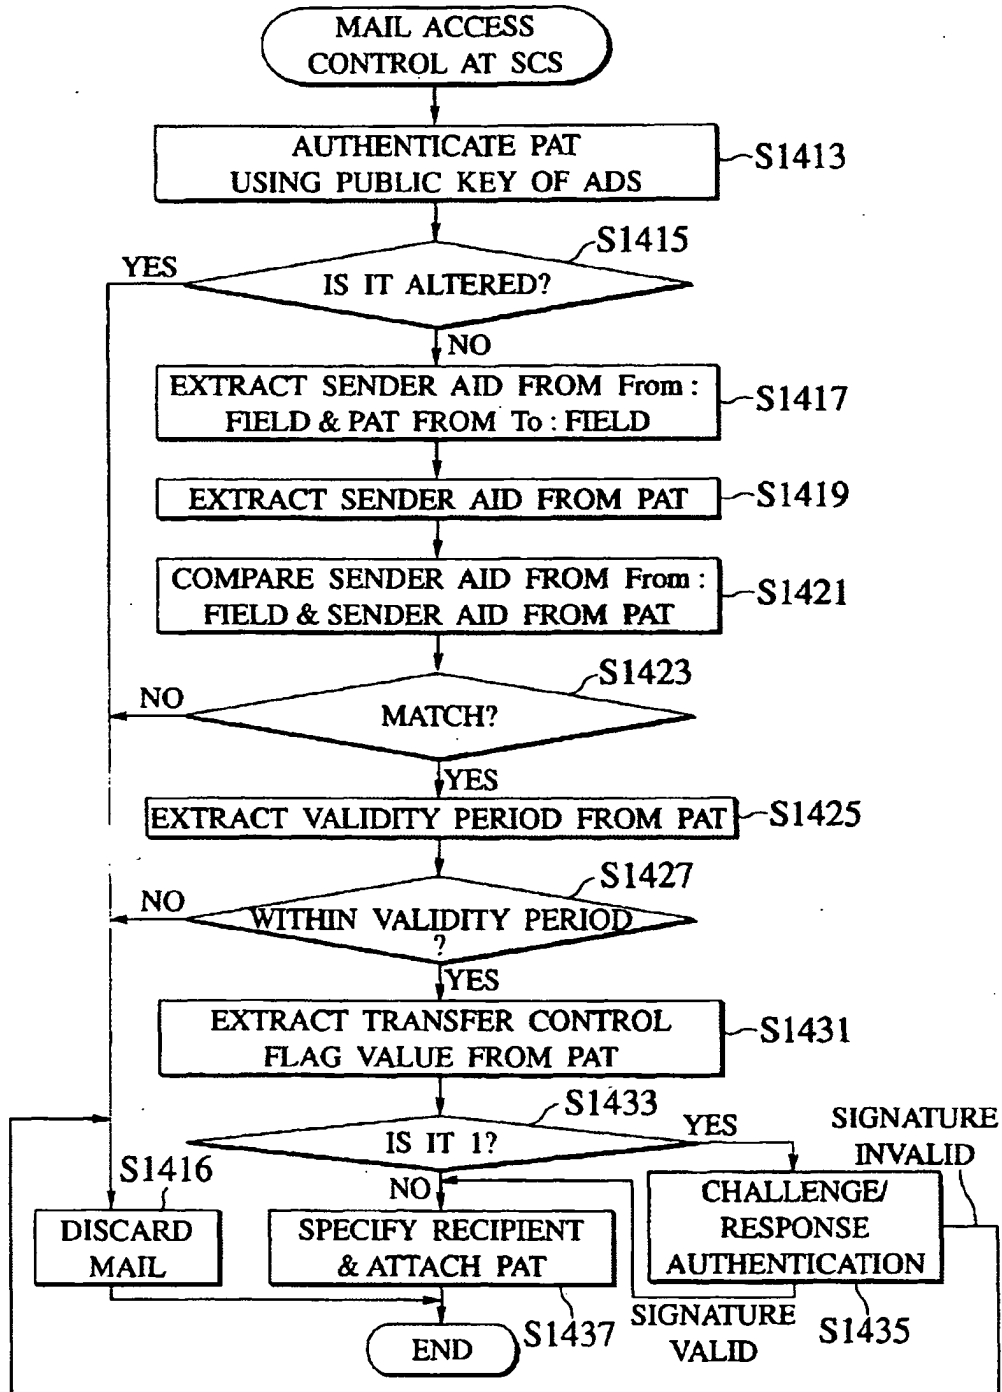 MAIL ACCESS
CONTROL AT SCS
AUTHENTICATE PAT
USING PUBLIC KEY OF ADS
S1413
S1415
YES
IS IT ALTERED?
NO
EXTRACT SENDER AID FROM From :
FIELD & PAT FROM To : FIELD
S1417
EXTRACT SENDER AID FROM PAT
S1419
COMPARE SENDER AID FROM From :
FIELD & SENDER AID FROM PAT
S1421
S1423
NO
MATCH?
YES
EXTRACT VALIDITY PERIOD FROM PAT
S1425
S1427
NO
WITHIN VALIDITY PERIOD
?
YES
EXTRACT TRANSFER CONTROL
FLAG VALUE FROM PAT
S1431
S1433
IS IT 1?
YES
SIGNATURE
INVALID
S1416
NO
DISCARD
MAIL
SPECIFY RECIPIENT
& ATTACH PAT
CHALLENGE/
RESPONSE
AUTHENTICATION
S1437
SIGNATURE
VALID
S1435
END